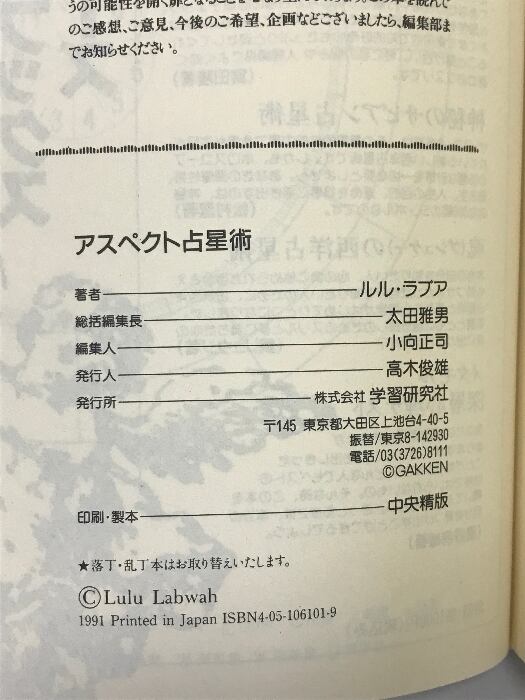 うの可能性を開く扉となることを
のご感想、ご意見、今後のご希望、企画などございましたら、編集部ま
でお知らせください。
アスペクト占星術
著者 ルル・ラブア
総括編集長 太田雅男
編集人 小向正司
発行人 高木俊雄
発行所 株式会社 学習研究社
〒145 東京都大田区上池台4-40-5
振替/東京8-142930
電話/03(3726)8111
©GAKKEN
印刷・製本 中央精版
★落丁・乱丁本はお取り替えいたします。
©Lulu Labwah
1991 Printed in Japan ISBN4-05-106101-9